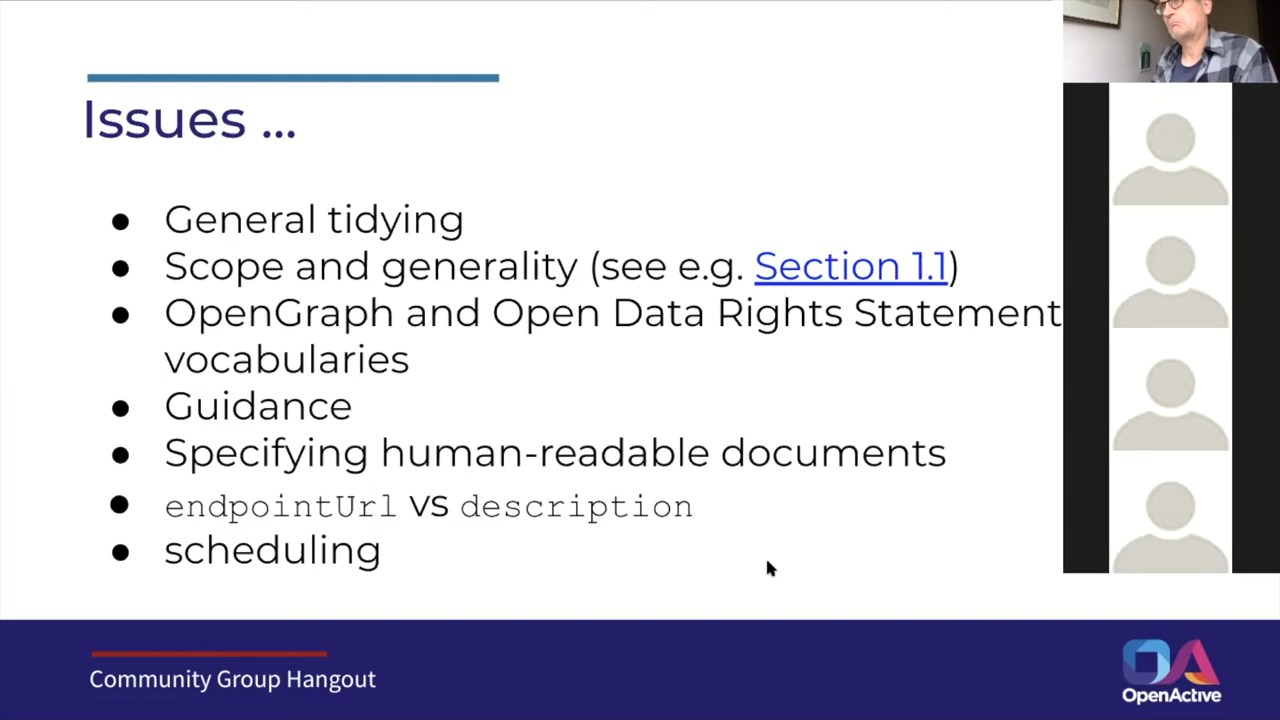 Issues ...
● General tidying
● Scope and generality (see e.g. Section 1.1)
● OpenGraph and Open Data Rights Statement
vocabularies
● Guidance
● Specifying human-readable documents
● endpointUrl vs description
● scheduling
Community Group Hangout
OA
OpenActive